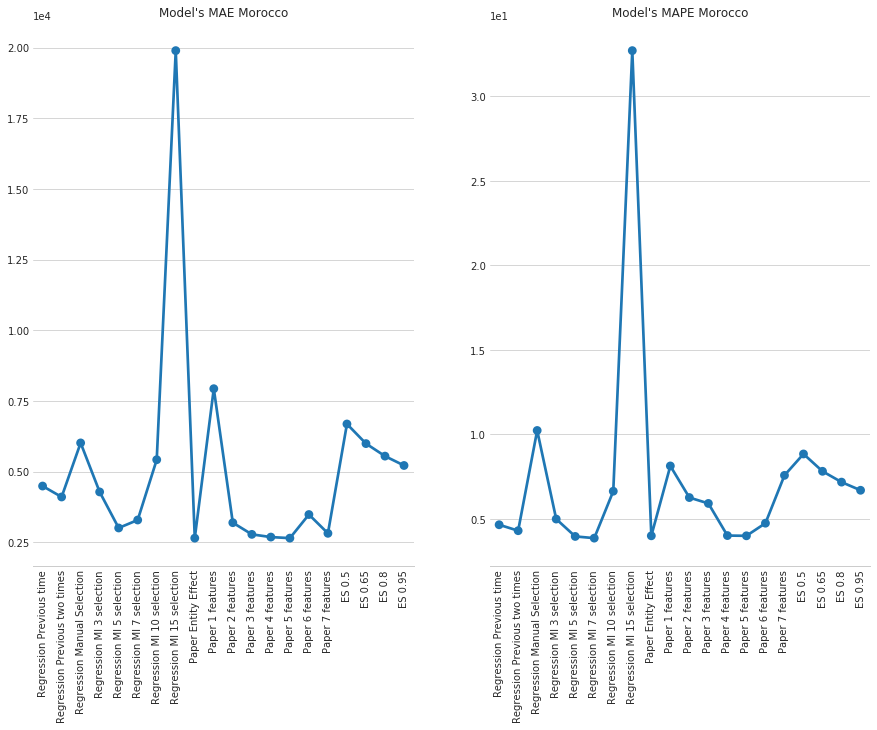 Model's MAE Morocco
1e4
2.00
1.75
1.50
1.25
1.00
0.75
0.50
0.25
Regression Previous time
Regression Previous two times
Regression Manual Selection
Regression MI 3 selection
Regression MI 5 selection
Regression MI 7 selection
Regression MI 10 selection
Regression MI 15 selection
Paper Entity Effect
Paper 1 features
Paper 2 features
Paper 3 features
Paper 4 features
Paper 5 features
Paper 6 features
Paper 7 features
ES 0.5
ES 0.65
ES 0.8
ES 0.95
Model's MAPE Morocco
1e1
3.0
2.5
2.0
1.5
1.0
0.5
Regression Previous time
Regression Previous two times
Regression Manual Selection
Regression MI 3 selection
Regression MI 5 selection
Regression MI 7 selection
Regression MI 10 selection
Regression MI 15 selection
Paper Entity Effect
Paper 1 features
Paper 2 features
Paper 3 features
Paper 4 features
Paper 5 features
Paper 6 features
Paper 7 features
ES 0.5
ES 0.65
ES 0.8
ES 0.95